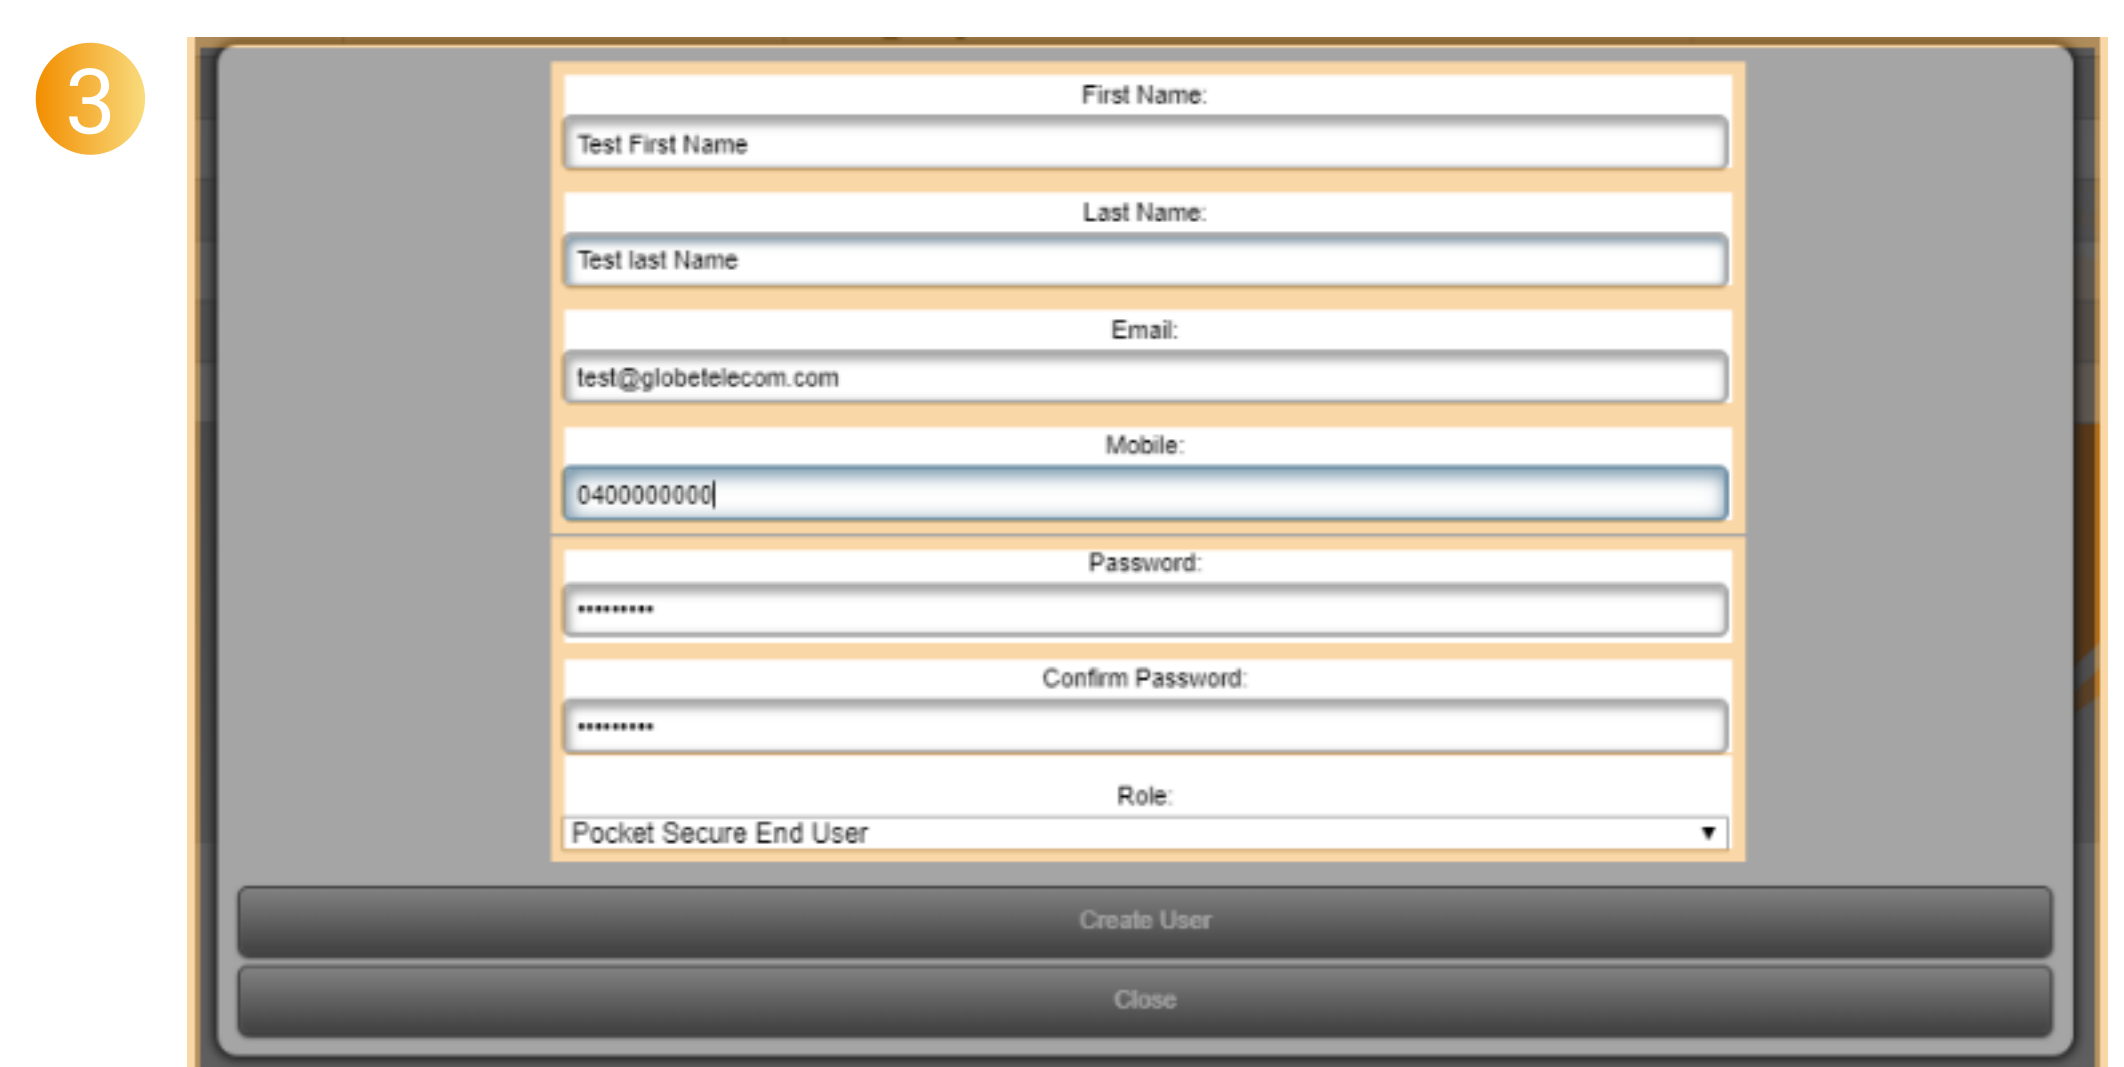 3
First Name:
Test First Name
Last Name:
Test last Name
Email:
test@globetelecom.com
Mobile:
0400000000
Password:
•••••••••
Confirm Password:
•••••••••
Role:
Pocket Secure End User
Create User
Close